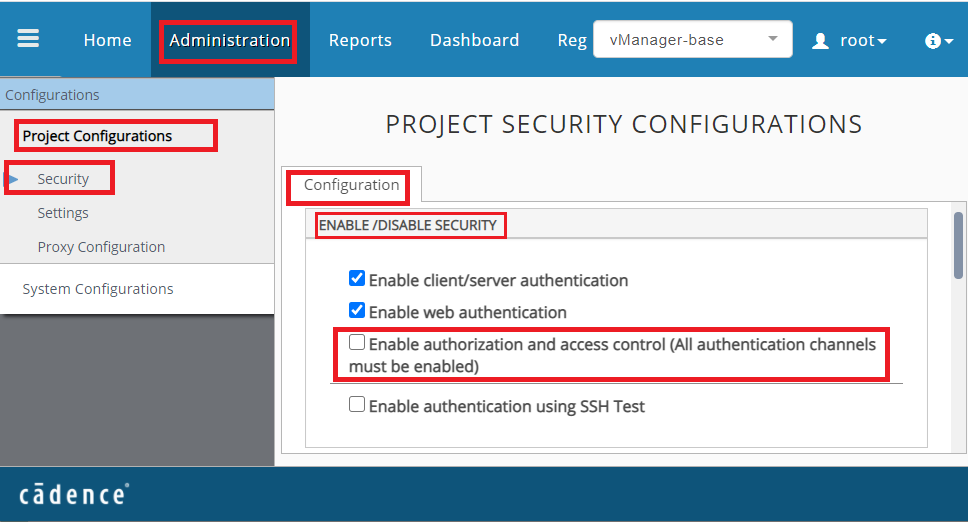 Home Administration Reports Dashboard Reg vManager-base root
Configurations
Project Configurations
Security
Settings
Proxy Configuration
System Configurations
PROJECT SECURITY CONFIGURATIONS
Configuration
ENABLE /DISABLE SECURITY
Enable client/server authentication
Enable web authentication
Enable authorization and access control (All authentication channels
must be enabled)
Enable authentication using SSH Test
cādence®